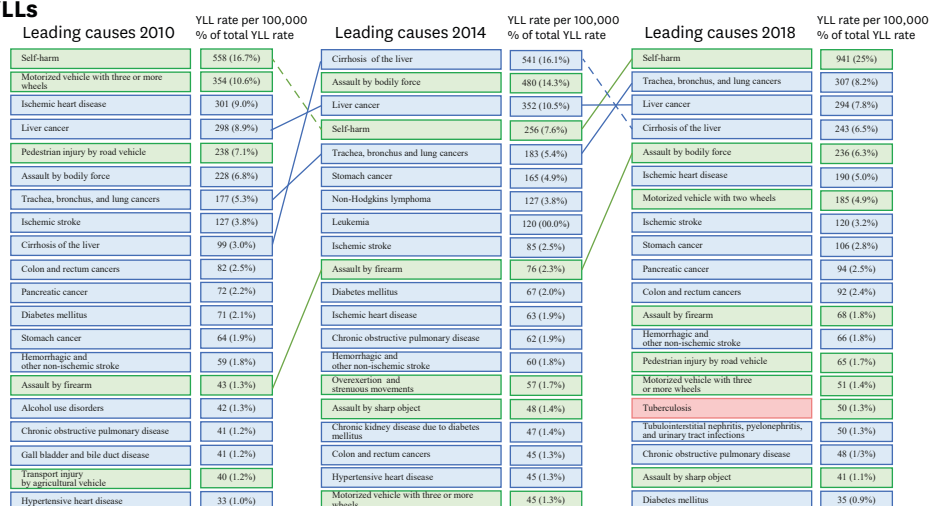 YLLs
Leading causes 2010
YLL rate per 100,000
% of total YLL rate
Self-harm
558 (16.7%)
Motorized vehicle with three or more
wheels
354 (10.6%)
Ischemic heart disease
301 (9.0%)
Liver cancer
298 (8.9%)
Pedestrian injury by road vehicle
238 (7.1%)
Assault by bodily force
228 (6.8%)
Trachea, bronchus, and lung cancers
177 (5.3%)
Ischemic stroke
127 (3.8%)
Cirrhosis of the liver
99 (3.0%)
Colon and rectum cancers
82 (2.5%)
Pancreatic cancer
72 (2.2%)
Diabetes mellitus
71 (2.1%)
Stomach cancer
64 (1.9%)
Hemorrhagic and
other non-ischemic stroke
59 (1.8%)
Assault by firearm
43 (1.3%)
Alcohol use disorders
42 (1.3%)
Chronic obstructive pulmonary disease
41 (1.2%)
Gall bladder and bile duct disease
41 (1.2%)
Transport injury
by agricultural vehicle
40 (1.2%)
Hypertensive heart disease
33 (1.0%)
Leading causes 2014
YLL rate per 100,000
% of total YLL rate
Cirrhosis of the liver
541 (16.1%)
Assault by bodily force
480 (14.3%)
Liver cancer
352 (10.5%)
Self-harm
256 (7.6%)
Trachea, bronchus and lung cancers
183 (5.4%)
Stomach cancer
165 (4.9%)
Non-Hodgkins lymphoma
127 (3.8%)
Leukemia
120 (00.0%)
Ischemic stroke
85 (2.5%)
Assault by firearm
76 (2.3%)
Diabetes mellitus
67 (2.0%)
Ischemic heart disease
63 (1.9%)
Chronic obstructive pulmonary disease
62 (1.9%)
Hemorrhagic and
other non-ischemic stroke
60 (1.8%)
Overexertion and
strenuous movements
57 (1.7%)
Assault by sharp object
48 (1.4%)
Chronic kidney disease due to diabetes
mellitus
47 (1.4%)
Colon and rectum cancers
45 (1.3%)
Hypertensive heart disease
45 (1.3%)
Motorized vehicle with three or more
wheels
45 (1.3%)
Leading causes 2018
YLL rate per 100,000
% of total YLL rate
Self-harm
941 (25%)
Trachea, bronchus, and lung cancers
307 (8.2%)
Liver cancer
294 (7.8%)
Cirrhosis of the liver
243 (6.5%)
Assault by bodily force
236 (6.3%)
Ischemic heart disease
190 (5.0%)
Motorized vehicle with two wheels
185 (4.9%)
Ischemic stroke
120 (3.2%)
Stomach cancer
106 (2.8%)
Pancreatic cancer
94 (2.5%)
Colon and rectum cancers
92 (2.4%)
Assault by firearm
68 (1.8%)
Hemorrhagic and
other non-ischemic stroke
66 (1.8%)
Pedestrian injury by road vehicle
65 (1.7%)
Motorized vehicle with three
or more wheels
51 (1.4%)
Tuberculosis
50 (1.3%)
Tubulointerstitial nephritis, pyelonephritis,
and urinary tract infections
50 (1.3%)
Chronic obstructive pulmonary disease
48 (1/3%)
Assault by sharp object
41 (1.1%)
Diabetes mellitus
35 (0.9%)